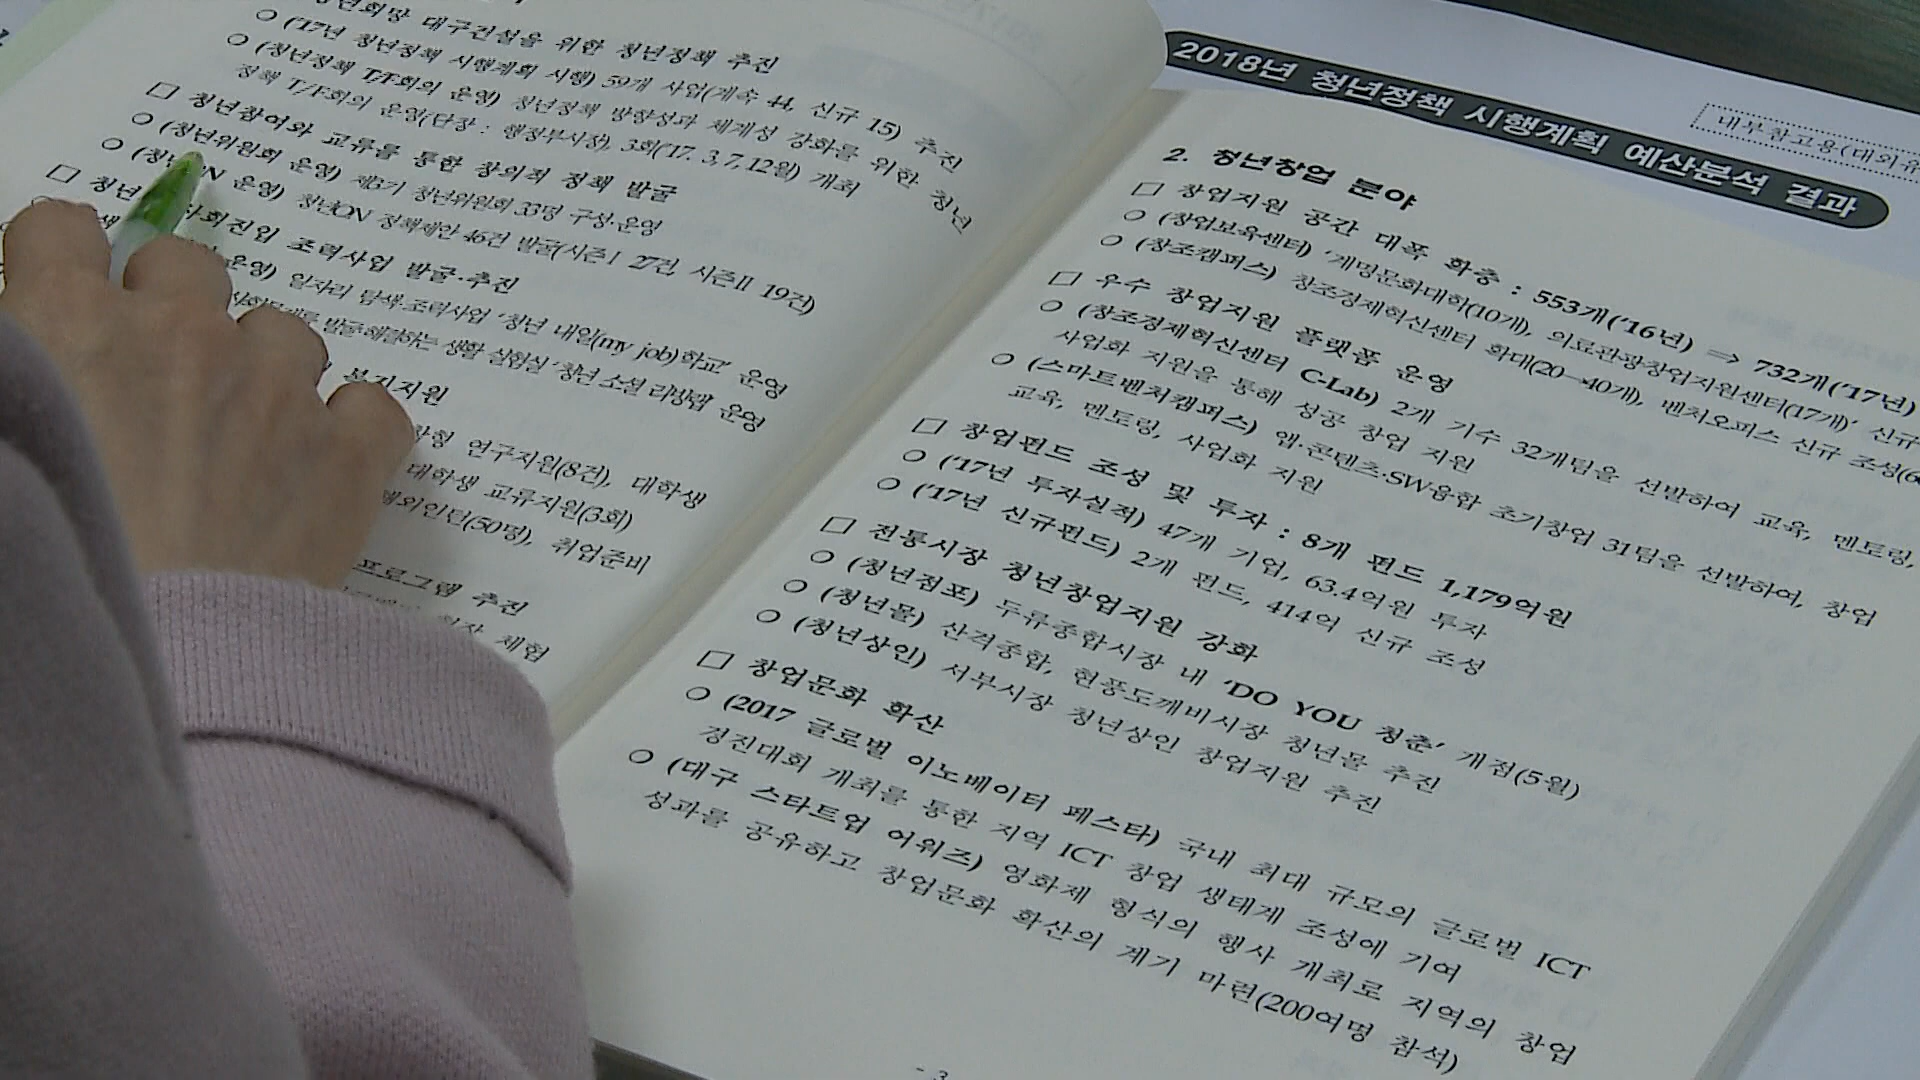 년희망 대구건설을 위한 청년정책 추진
○ ('17년 청년정책 시행계획 시행) 59개 사업(계속 44, 신규 15) 추진
○ (청년정책 T/F회의 운영) 청년정책 방향성과 체계성 강화를 위한 청년
정책 T/F회의 운영(단장 : 행정부시장), 3회('17. 3, 7, 12월) 개최
□ 청년참여와 교류를 통한 창의적 정책 발굴
○ (청년위원회 운영) 제3기 청년위원회 33명 구성·운영
○ (청년ON 운영) 청년ON 정책제안 46건 발굴(시즌Ⅰ 27건, 시즌Ⅱ 19건)
□ 청년 사회진입 조력사업 발굴·추진
운영) 일자리 탐색·조력사업 '청년 내일(my job)학교' 운영
사회문제를 발굴·해결하는 생활 실험실 '청년 소셜 리빙랩' 운영
복지지원
연구지원(8건), 대학생
대학생 교류지원(3회)
해외인턴(50명), 취업준비
프로그램 추진
체험
2018년 청년정책 시행계획 예산분석 결과
내부참고용(대외유
2. 청년창업 분야
□ 창업지원 공간 대폭 확충 : 553개('16년) ⇒ 732개('17년)
○ (창업보육센터) '계명문화대학(10개), 의료관광창업지원센터(17개)' 신규
○ (창조캠퍼스) 창조경제혁신센터 확대(20→40개), 벤처오피스 신규 조성(6
□ 우수 창업지원 플랫폼 운영
○ (창조경제혁신센터 C-Lab) 2개 기수 32개팀을 선발하여 교육, 멘토링,
사업화 지원을 통해 성공 창업 지원
○ (스마트벤처캠퍼스) 앱·콘텐츠·SW융합 초기창업 31팀을 선발하여, 창업
교육, 멘토링, 사업화 지원
□ 창업펀드 조성 및 투자 : 8개 펀드 1,179억원
○ ('17년 투자실적) 47개 기업, 63.4억원 투자
○ ('17년 신규펀드) 2개 펀드, 414억 신규 조성
□ 전통시장 청년창업지원 강화
○ (청년점포) 두류종합시장 내 'DO YOU 청춘' 개점(5월)
○ (청년몰) 산격종합, 현풍도깨비시장 청년몰 추진
○ (청년상인) 서부시장 청년상인 창업지원 추진
□ 창업문화 확산
○ (2017 글로벌 이노베이터 페스타) 국내 최대 규모의 글로벌 ICT
경진대회 개최를 통한 지역 ICT 창업 생태계 조성에 기여
○ (대구 스타트업 어워즈) 영화제 형식의 행사 개최로 지역의 창업
성과를 공유하고 창업문화 확산의 계기 마련(200여명 참석)
- 3